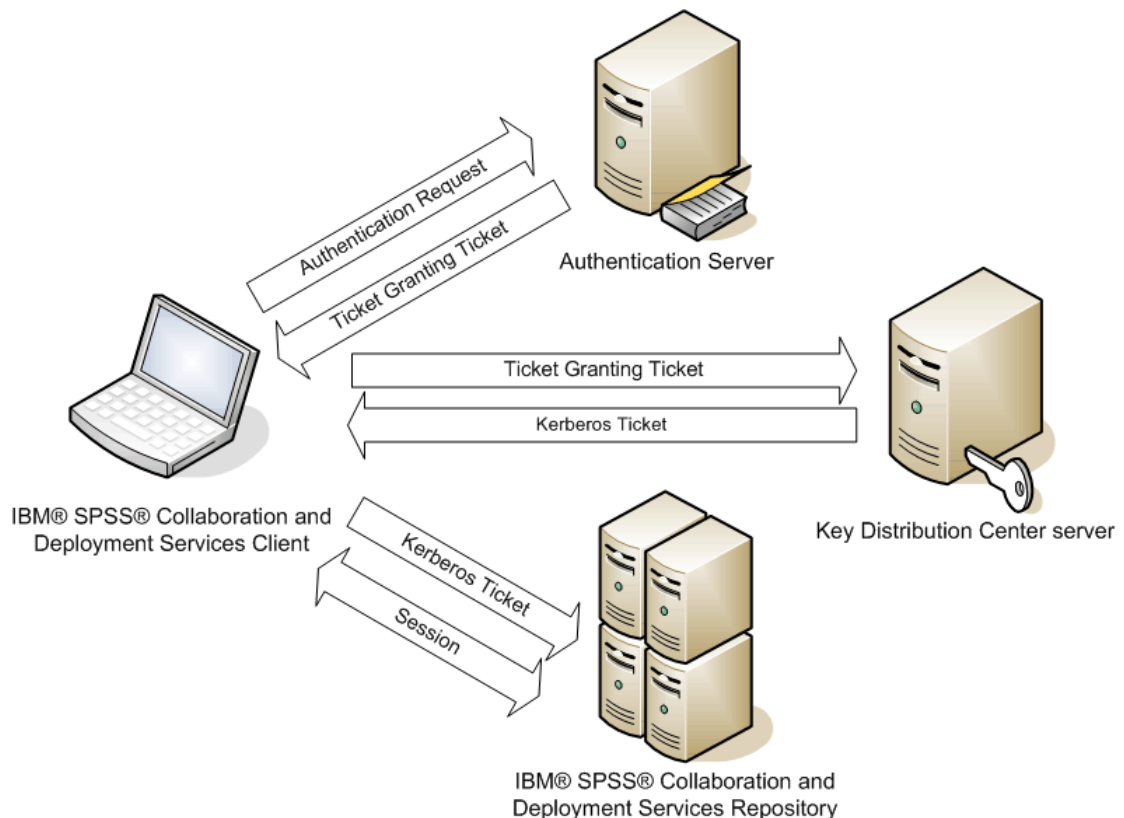 Authentication Request
Ticket Granting Ticket
Authentication Server
Ticket Granting Ticket
Kerberos Ticket
IBM® SPSS® Collaboration and
Deployment Services Client
Key Distribution Center server
Kerberos Ticket
Session
IBM® SPSS® Collaboration and
Deployment Services Repository